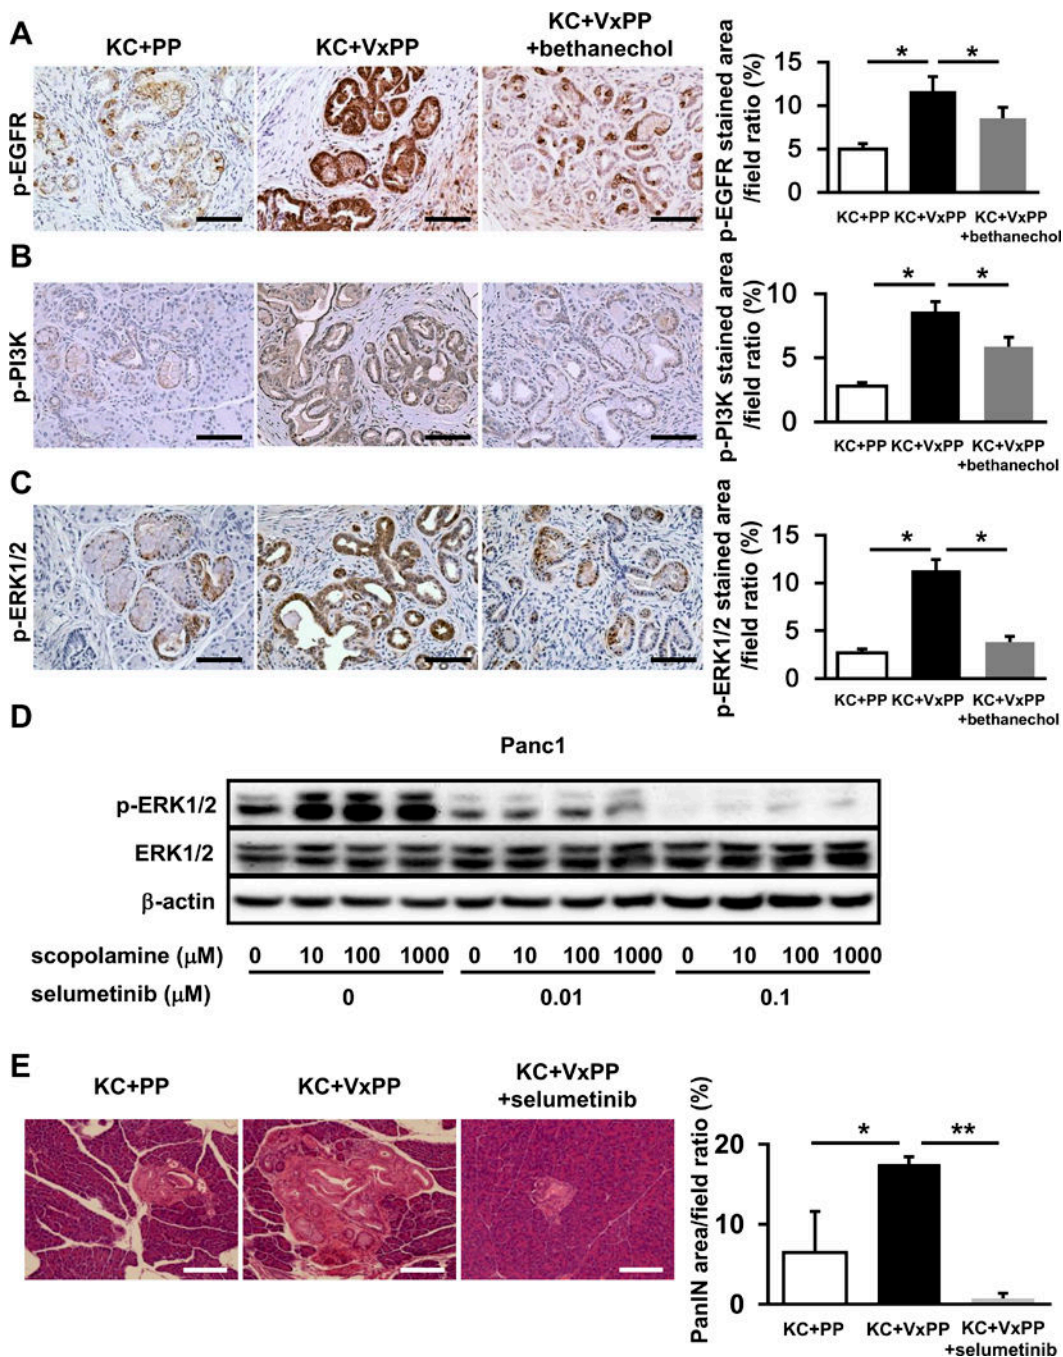 A
KC+PP
KC+VxPP
KC+VxPP
+bethanechol
p-EGFR
p-EGFR stained area
/field ratio (%)
15
10
5
0
*
*
KC+PP
KC+VxPP
KC+VxPP
+bethanechol
B
p-PI3K
p-PI3K stained area
/field ratio (%)
10
5
0
*
*
KC+PP
KC+VxPP
KC+VxPP
+bethanechol
C
p-ERK1/2
p-ERK1/2 stained area
/field ratio (%)
15
10
5
0
*
*
KC+PP
KC+VxPP
KC+VxPP
+bethanechol
D
Panc1
p-ERK1/2
ERK1/2
β-actin
scopolamine (μM) 0 10 100 1000 0 10 100 1000 0 10 100 1000
selumetinib (μM) 0 0.01 0.1
E
KC+PP
KC+VxPP
KC+VxPP
+selumetinib
PanIN area/field ratio (%)
20
10
0
*
**
KC+PP
KC+VxPP
KC+VxPP
+selumetinib